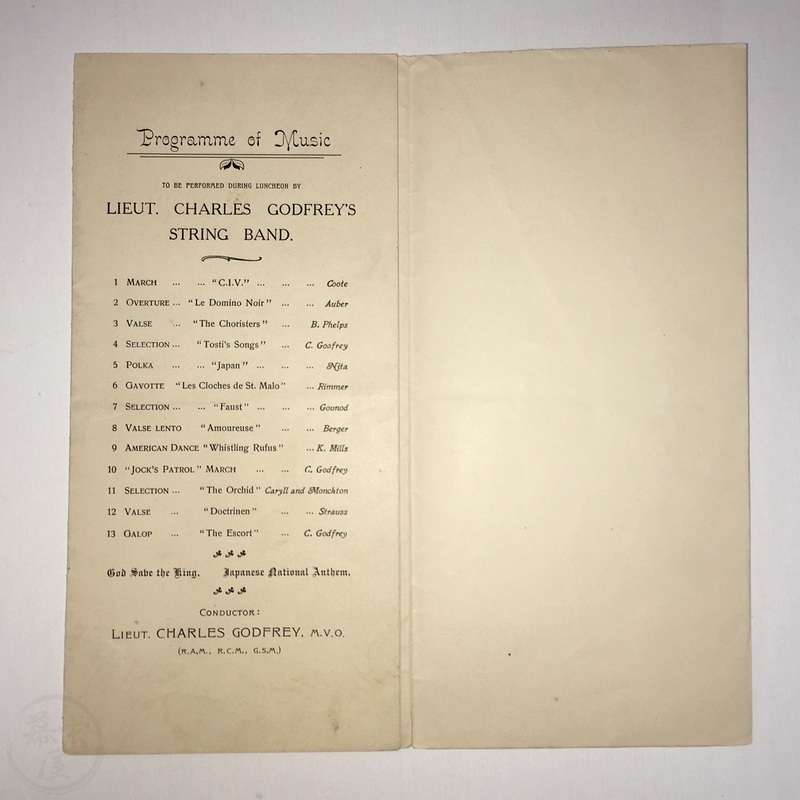 Programme of Music
TO BE PERFORMED DURING LUNCHEON BY
LIEUT. CHARLES GODFREY'S
STRING BAND.
1 MARCH ... ... "C.I.V." ... ... ... Coote
2 OVERTURE ... "Le Domino Noir" ... ... Auber
3 VALSE ... "The Choristers" ... B. Phelps
4 SELECTION ... "Tosti's Songs" ... C. Godfrey
5 POLKA ... ... "Japan" ... ... ... Njta
6 GAVOTTE "Les Cloches de St. Malo" ... Rimmer
7 SELECTION ... ... "Faust" ... ... ... Gounod
8 VALSE LENTO "Amoureuse" ... ... Berger
9 AMERICAN DANCE "Whistling Rufus" ... K. Mills
10 "JOCK'S PATROL" MARCH ... ... C. Godfrey
11 SELECTION ... "The Orchid" Caryll and Monckton
12 VALSE ... "Doctrinen" ... ... Strauss
13 GALOP ... "The Escort" ... C. Godfrey
God Save the King. Japanese National Anthem.
CONDUCTOR:
LIEUT. CHARLES GODFREY, M.V.O.
(R.A.M., R.C.M., G.S.M.)